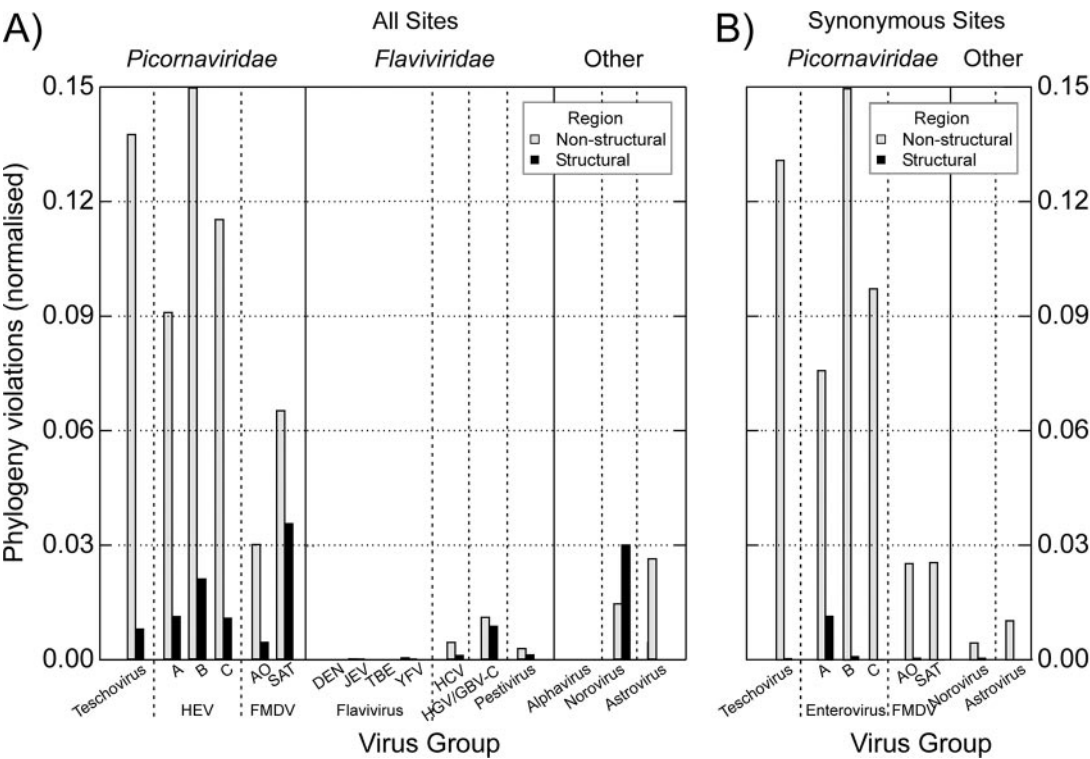 A)
All Sites
Picornaviridae Flaviviridae Other
Phylogeny violations (normalised)
0.15
0.12
0.09
0.06
0.03
0.00
Region
Non-structural
Structural
Teschovirus A B C AO SAT DEN JEV TBE YFV HCV HGV/GBV-C Pestivirus Alphavirus Norovirus Astrovirus
HEV FMDV Flavivirus
Virus Group
B)
Synonymous Sites
Picornaviridae Other
Region
Non-structural
Structural
0.15
0.12
0.09
0.06
0.03
0.00
Teschovirus A B C AO SAT Norovirus Astrovirus
Enterovirus FMDV
Virus Group